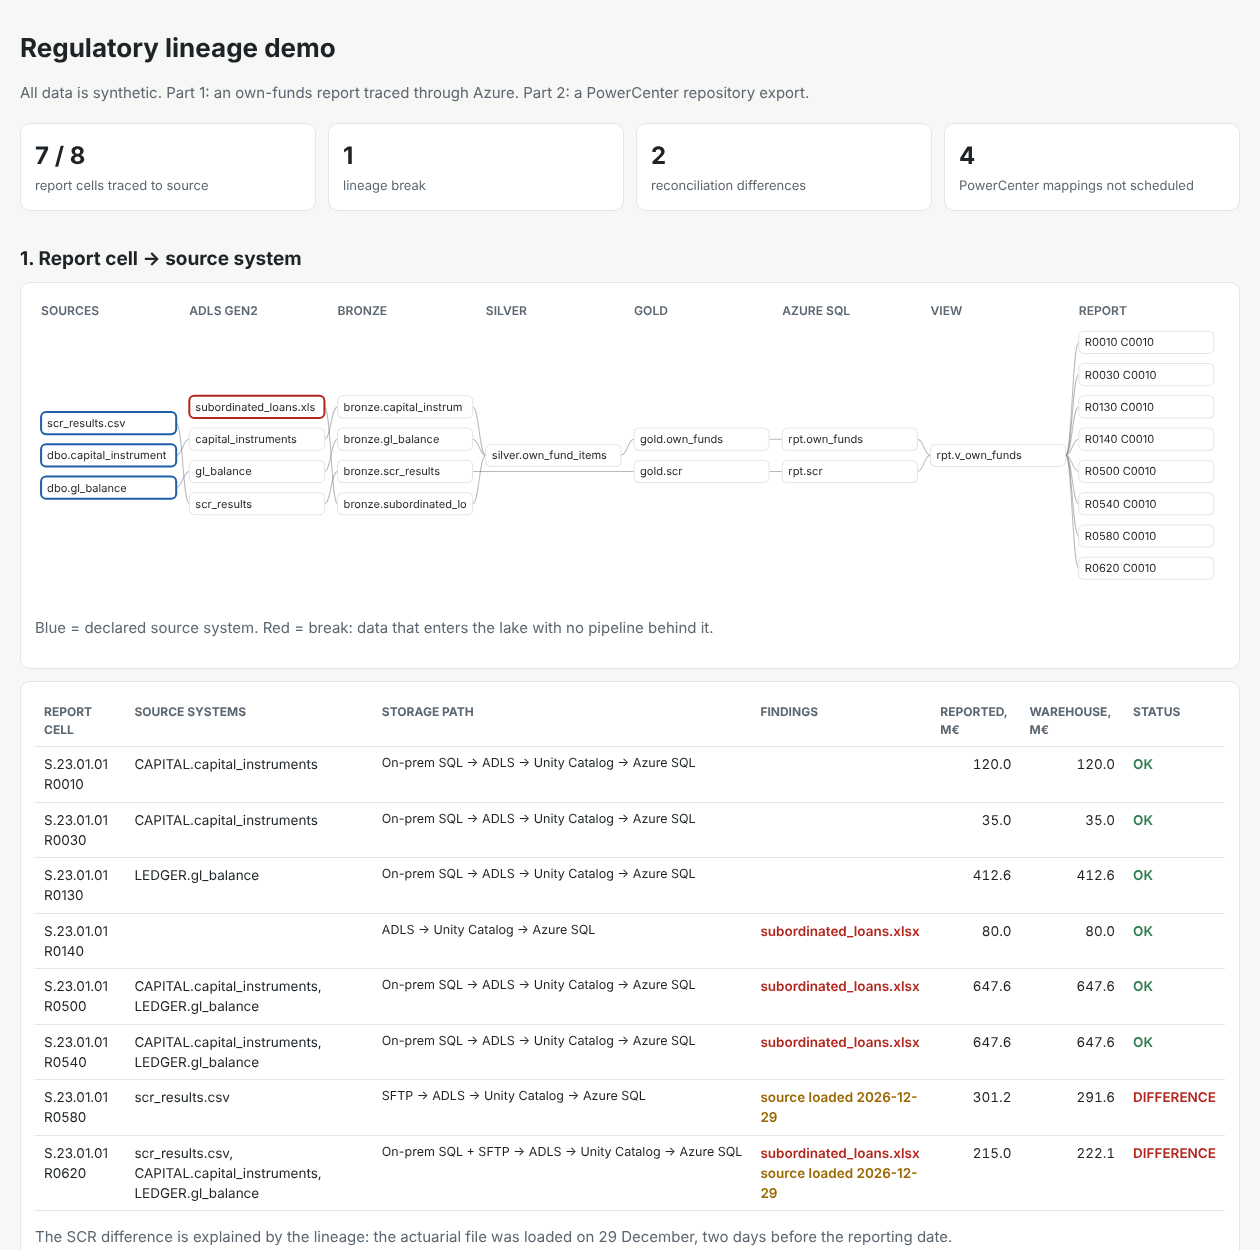 Regulatory lineage demo
All data is synthetic. Part 1: an own-funds report traced through Azure. Part 2: a PowerCenter repository export.
7 / 8
report cells traced to source
1
lineage break
2
reconciliation differences
4
PowerCenter mappings not scheduled
1. Report cell → source system
SOURCES ADLS GEN2 BRONZE SILVER GOLD AZURE SQL VIEW REPORT
scr_results.csv
dbo.capital_instrument
dbo.gl_balance
subordinated_loans.xls
capital_instruments
gl_balance
scr_results
bronze.capital_instrum
bronze.gl_balance
bronze.scr_results
bronze.subordinated_lo
silver.own_fund_items
gold.own_funds
gold.scr
rpt.own_funds
rpt.scr
rpt.v_own_funds
R0010 C0010
R0030 C0010
R0130 C0010
R0140 C0010
R0500 C0010
R0540 C0010
R0580 C0010
R0620 C0010
Blue = declared source system. Red = break: data that enters the lake with no pipeline behind it.
REPORT SOURCE SYSTEMS STORAGE PATH FINDINGS REPORTED, WAREHOUSE, STATUS
CELL M€ M€
S.23.01.01 CAPITAL.capital_instruments On-prem SQL → ADLS → Unity Catalog → Azure SQL 120.0 120.0 OK
R0010
S.23.01.01 CAPITAL.capital_instruments On-prem SQL → ADLS → Unity Catalog → Azure SQL 35.0 35.0 OK
R0030
S.23.01.01 LEDGER.gl_balance On-prem SQL → ADLS → Unity Catalog → Azure SQL 412.6 412.6 OK
R0130
S.23.01.01 ADLS → Unity Catalog → Azure SQL subordinated_loans.xlsx 80.0 80.0 OK
R0140
S.23.01.01 CAPITAL.capital_instruments, On-prem SQL → ADLS → Unity Catalog → Azure SQL subordinated_loans.xlsx 647.6 647.6 OK
R0500 LEDGER.gl_balance
S.23.01.01 CAPITAL.capital_instruments, On-prem SQL → ADLS → Unity Catalog → Azure SQL subordinated_loans.xlsx 647.6 647.6 OK
R0540 LEDGER.gl_balance
S.23.01.01 scr_results.csv SFTP → ADLS → Unity Catalog → Azure SQL source loaded 2026-12- 301.2 291.6 DIFFERENCE
R0580 29
S.23.01.01 scr_results.csv, On-prem SQL + SFTP → ADLS → Unity Catalog → Azure SQL subordinated_loans.xlsx 215.0 222.1 DIFFERENCE
R0620 CAPITAL.capital_instruments, source loaded 2026-12-
LEDGER.gl_balance 29
The SCR difference is explained by the lineage: the actuarial file was loaded on 29 December, two days before the reporting date.